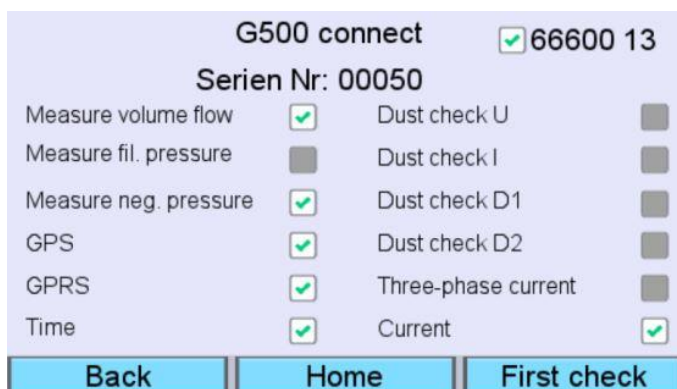 G500 connect
66600 13
Serien Nr: 00050
Measure volume flow
Dust check U
Measure fil. pressure
Dust check I
Measure neg. pressure
Dust check D1
GPS
Dust check D2
GPRS
Three-phase current
Time
Current
Back
Home
First check